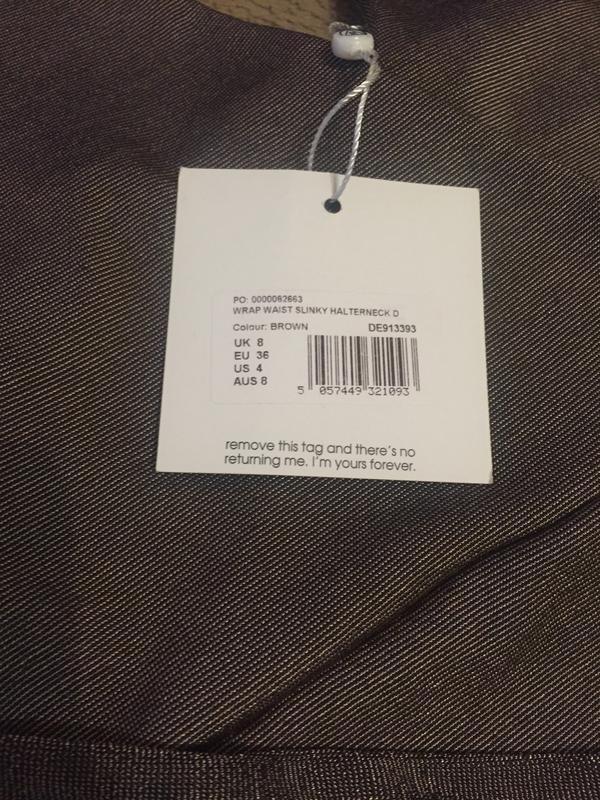 PO: 0000062663
WRAP WAIST SLINKY HALTERNECK D
Colour: BROWN DE913393
UK 8
EU 36
US 4
AUS 8
5 057449 321093
remove this tag and there's no
returning me. I'm yours forever.